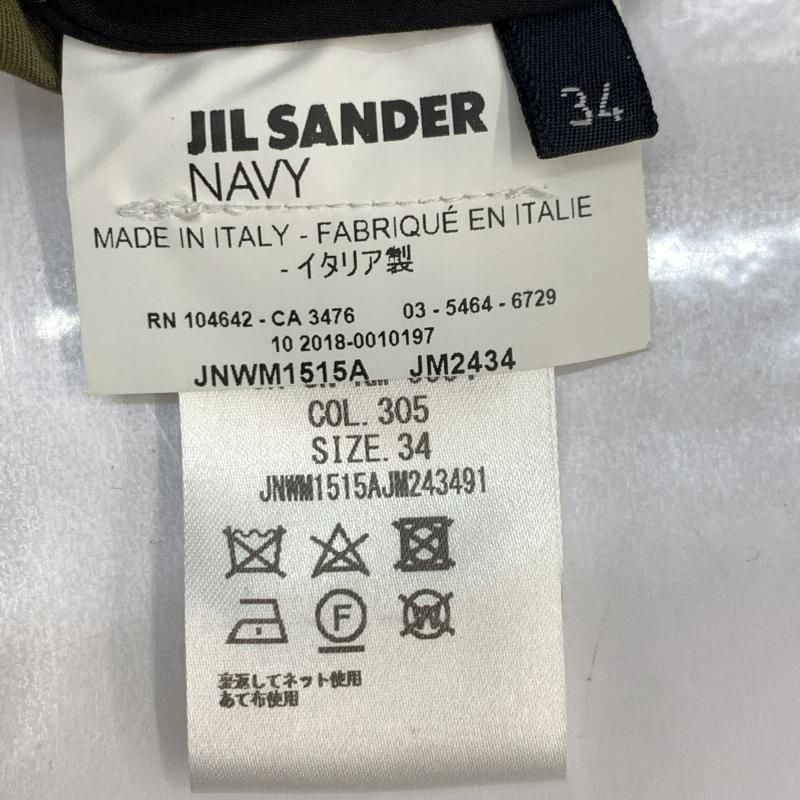 34
JIL SANDER
NAVY
MADE IN ITALY - FABRIQUÉ EN ITALIE
- イタリア製
RN 104642 - CA 3476 03 - 5464 - 6729
10 2018-0010197
JNWM1515A JM2434
COL. 305
SIZE. 34
JNWM1515AJM243491
F
W
裏返してネット使用
あて布使用